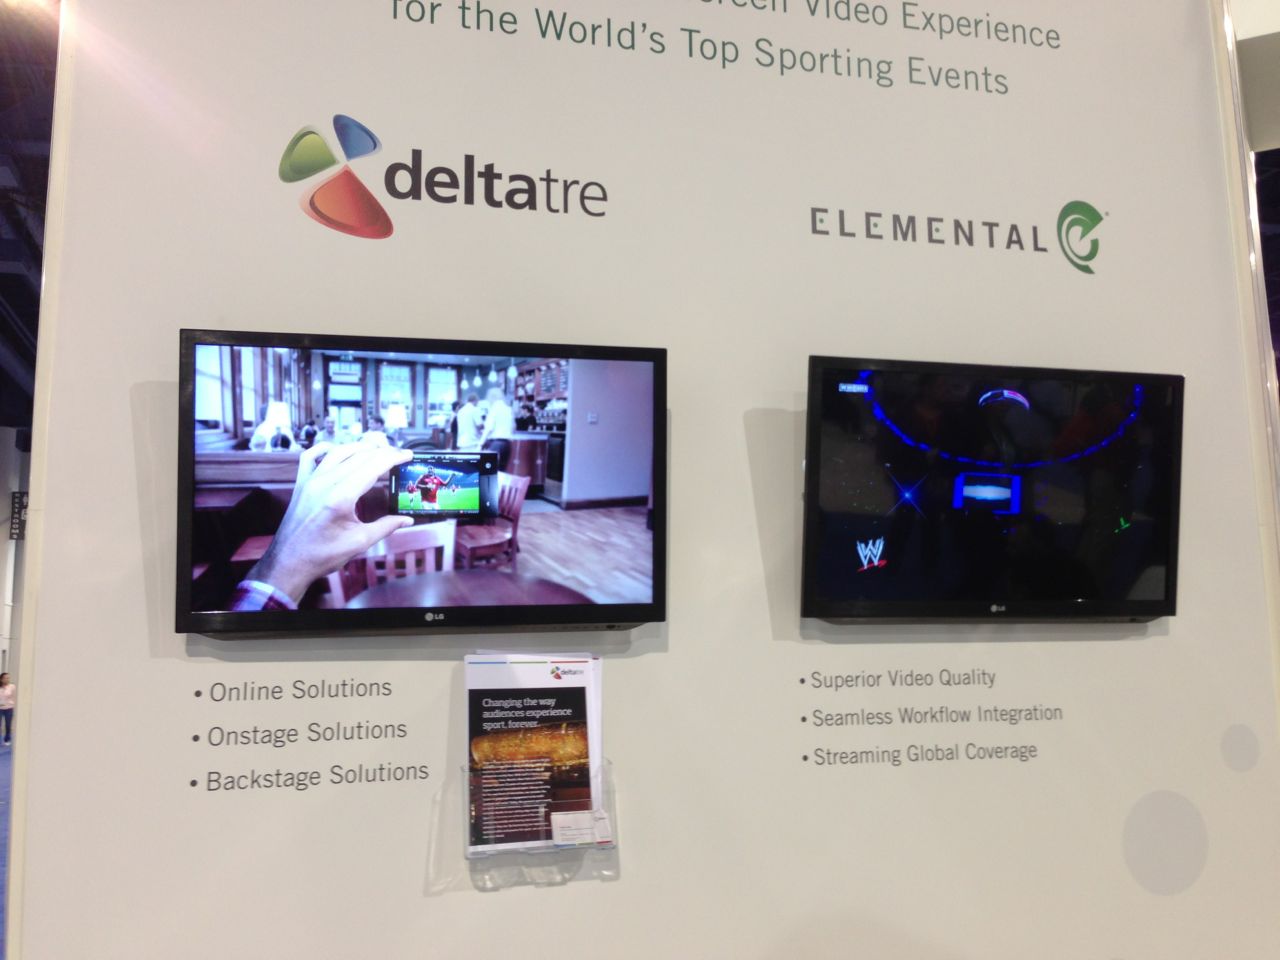 Video Experience
for the World's Top Sporting Events
deltatre
ELEMENTAL
LG
W
LG
• Online Solutions
• Onstage Solutions
• Backstage Solutions
deltatre
Changing the way
audiences experience
sport, forever.
• Superior Video Quality
• Seamless Workflow Integration
• Streaming Global Coverage